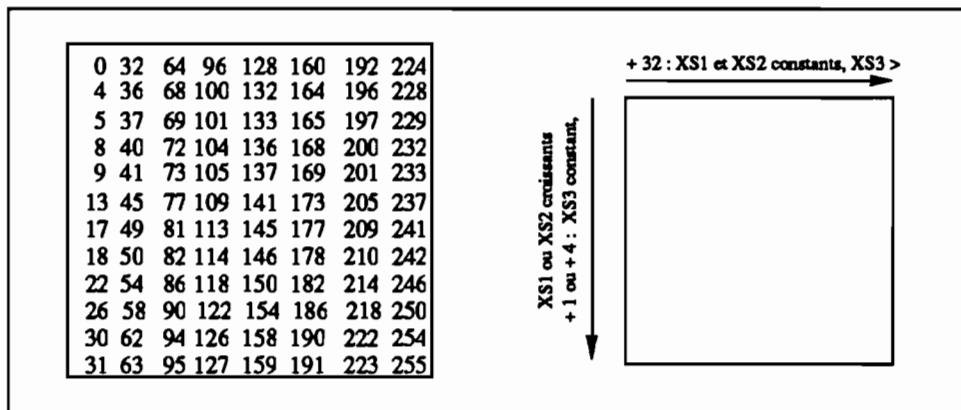 0 32 64 96 128 160 192 224
4 36 68 100 132 164 196 228
5 37 69 101 133 165 197 229
8 40 72 104 136 168 200 232
9 41 73 105 137 169 201 233
13 45 77 109 141 173 205 237
17 49 81 113 145 177 209 241
18 50 82 114 146 178 210 242
22 54 86 118 150 182 214 246
26 58 90 122 154 186 218 250
30 62 94 126 158 190 222 254
31 63 95 127 159 191 223 255
+ 32 : XS1 et XS2 constants, XS3 >
XS1 ou XS2 croissants
+ 1 ou + 4 : XS3 constant,